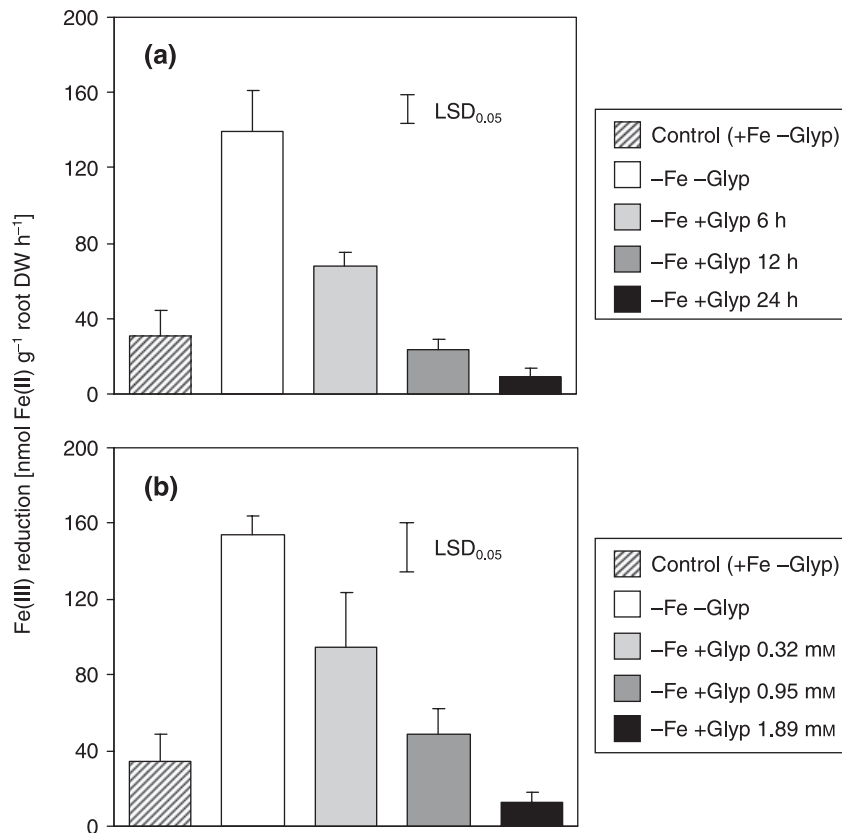 Fe(III) reduction [nmol Fe(II) g⁻¹ root DW h⁻¹]
200
160
120
80
40
0
(a)
LSD₀.₀₅
Control (+Fe –Glyp)
–Fe –Glyp
–Fe +Glyp 6 h
–Fe +Glyp 12 h
–Fe +Glyp 24 h
200
160
120
80
40
0
(b)
LSD₀.₀₅
Control (+Fe –Glyp)
–Fe –Glyp
–Fe +Glyp 0.32 mM
–Fe +Glyp 0.95 mM
–Fe +Glyp 1.89 mM